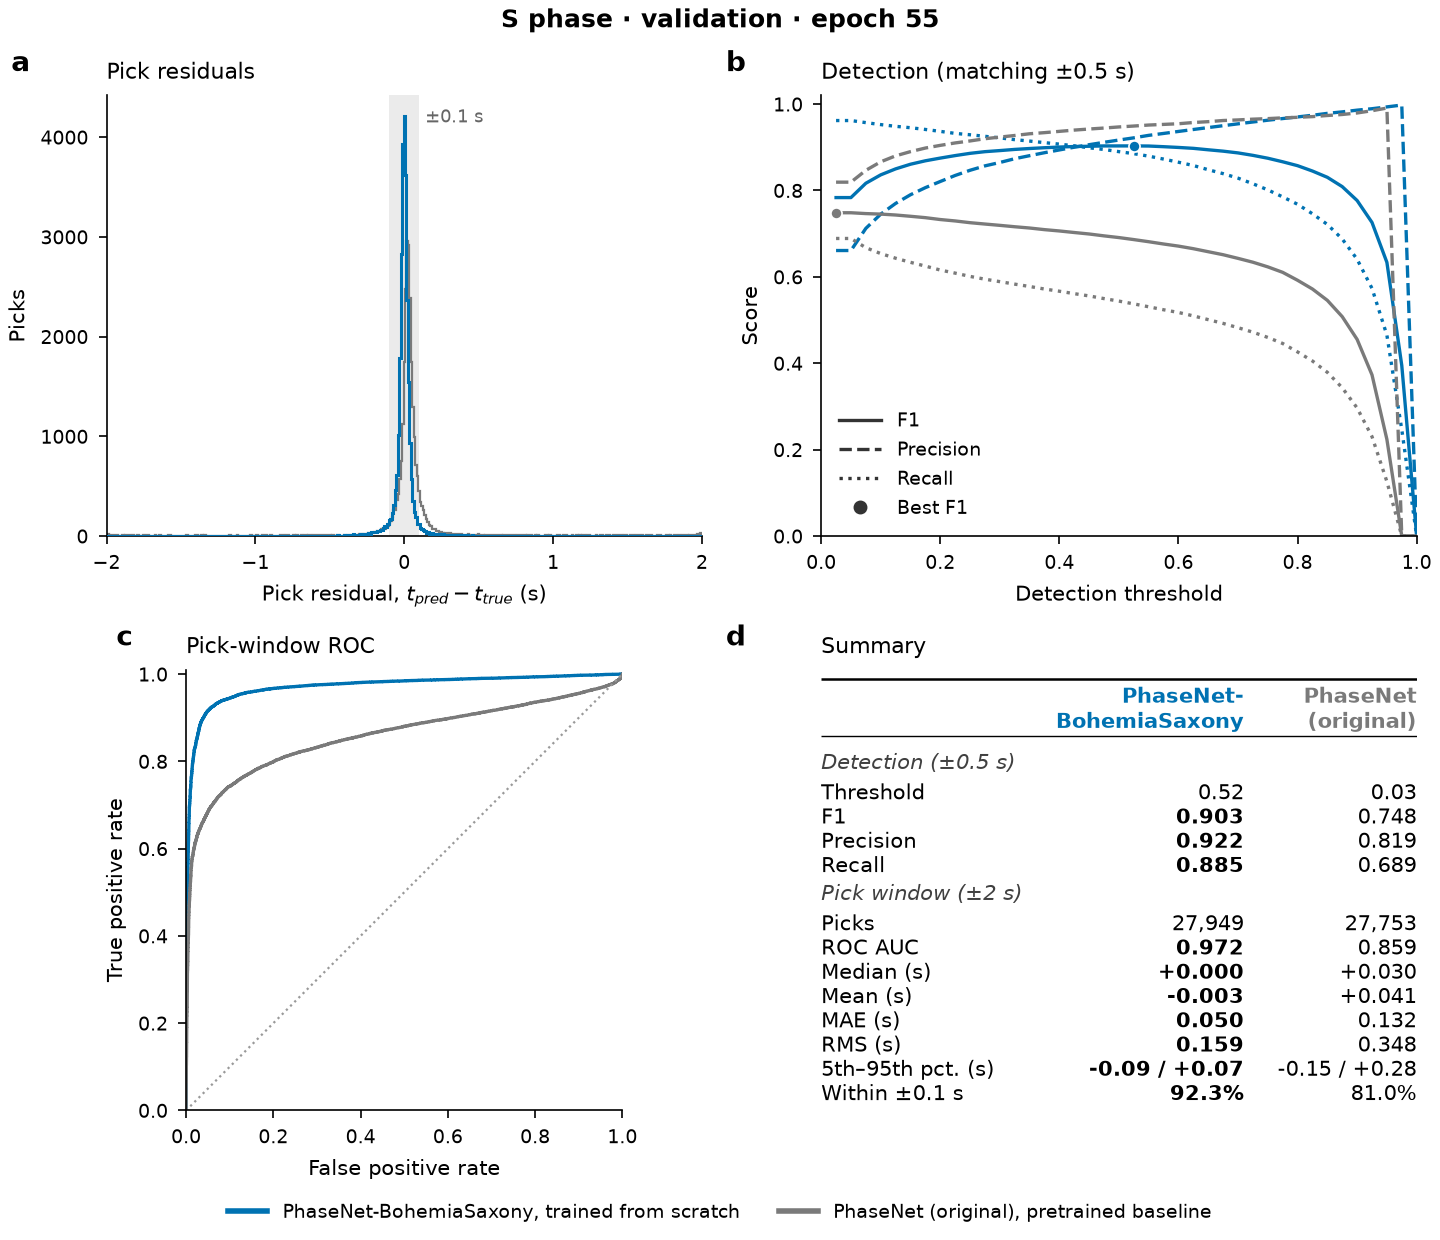 S phase · validation · epoch 55
a
Pick residuals
±0.1 s
4000
3000
2000
1000
0
Picks
−2
−1
0
1
2
Pick residual, t_pred − t_true (s)
b
Detection (matching ±0.5 s)
1.0
0.8
0.6
0.4
0.2
0.0
Score
F1
Precision
Recall
Best F1
0.0
0.2
0.4
0.6
0.8
1.0
Detection threshold
c
Pick-window ROC
1.0
0.8
0.6
0.4
0.2
0.0
True positive rate
0.0
0.2
0.4
0.6
0.8
1.0
False positive rate
d
Summary
PhaseNet-BohemiaSaxony PhaseNet (original)
Detection (±0.5 s)
Threshold 0.52 0.03
F1 0.903 0.748
Precision 0.922 0.819
Recall 0.885 0.689
Pick window (±2 s)
Picks 27,949 27,753
ROC AUC 0.972 0.859
Median (s) +0.000 +0.030
Mean (s) -0.003 +0.041
MAE (s) 0.050 0.132
RMS (s) 0.159 0.348
5th–95th pct. (s) -0.09 / +0.07 -0.15 / +0.28
Within ±0.1 s 92.3% 81.0%
PhaseNet-BohemiaSaxony, trained from scratch
PhaseNet (original), pretrained baseline